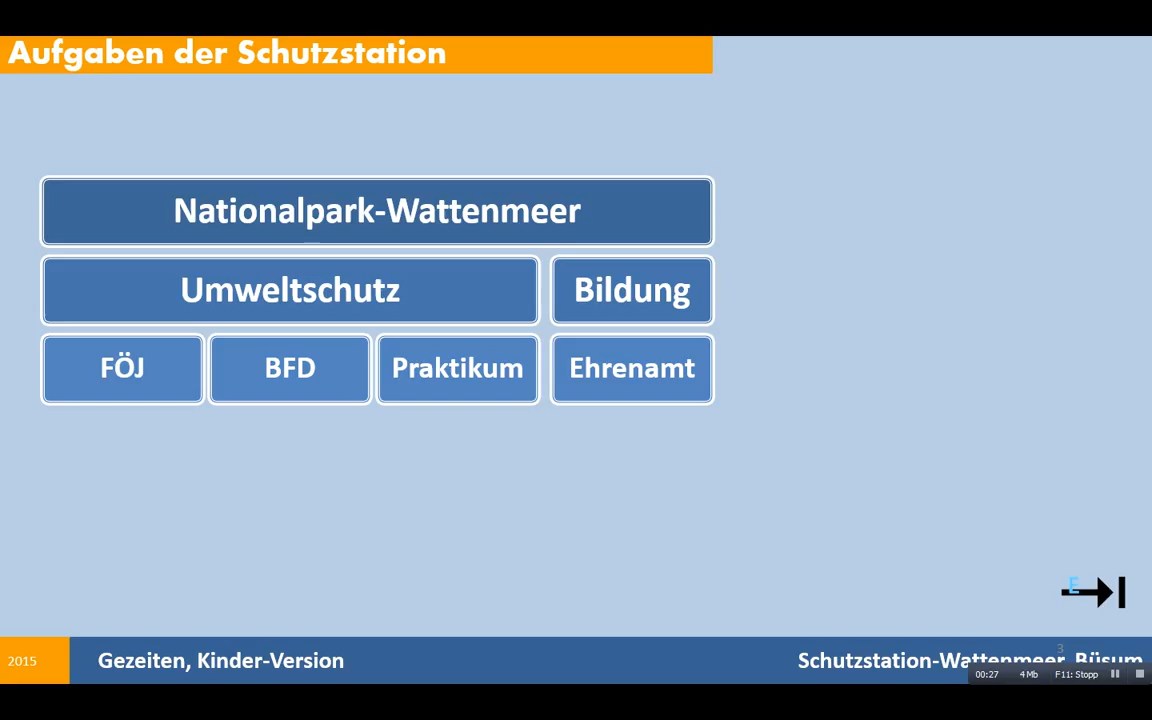 Aufgaben der Schutzstation
Nationalpark-Wattenmeer
Umweltschutz
Bildung
FÖJ
BFD
Praktikum
Ehrenamt
E
3
2015
Gezeiten, Kinder-Version
Schutzstation-Wattenmeer, Büsum
00:27 4 Mb F11: Stopp